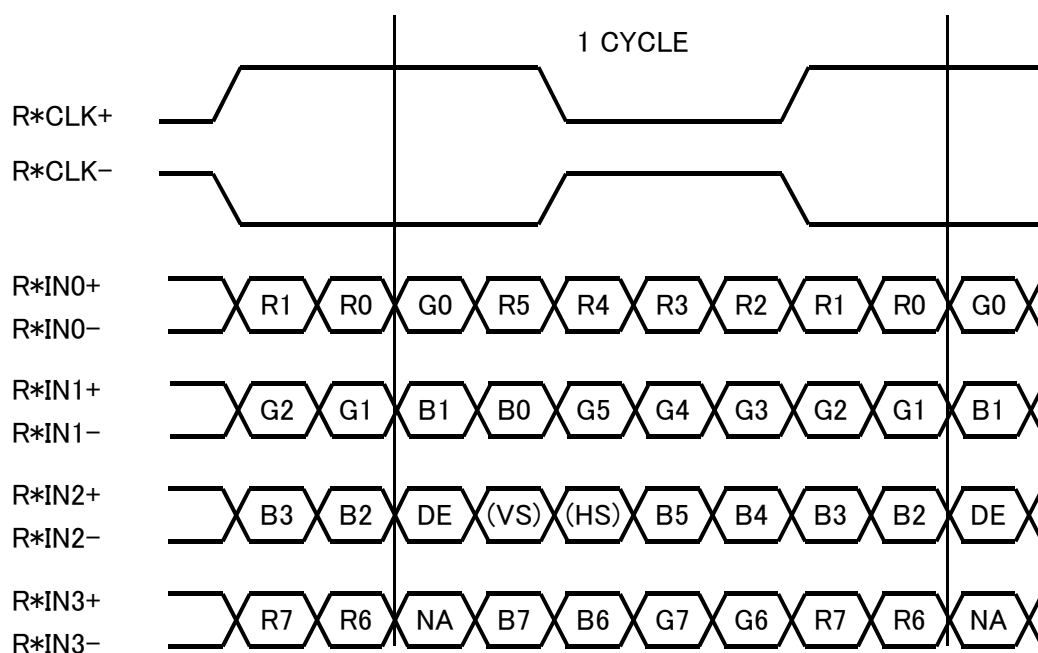 1 CYCLE
R*CLK+
R*CLK−
R*IN0+
R1 R0 G0 R5 R4 R3 R2 R1 R0 G0
R*IN0−
R*IN1+
G2 G1 B1 B0 G5 G4 G3 G2 G1 B1
R*IN1−
R*IN2+
B3 B2 DE (VS) (HS) B5 B4 B3 B2 DE
R*IN2−
R*IN3+
R7 R6 NA B7 B6 G7 G6 R7 R6 NA
R*IN3−